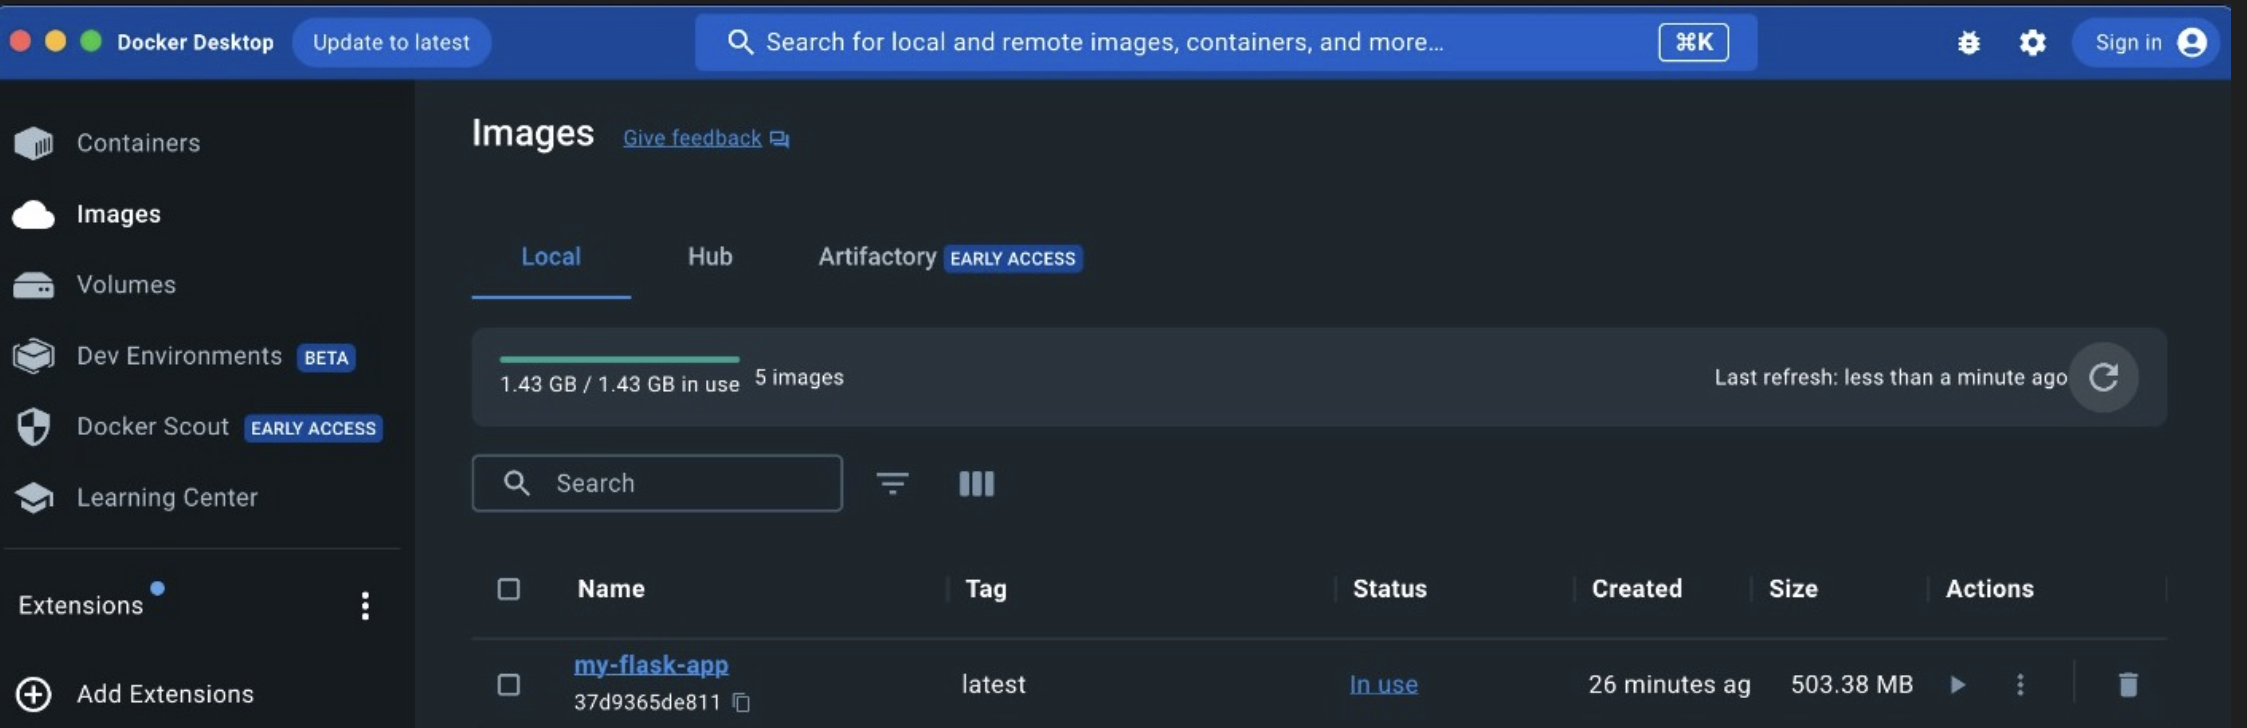 Docker Desktop
Update to latest
Search for local and remote images, containers, and more...
⌘K
Sign in
Containers
Images
Volumes
Dev Environments BETA
Docker Scout EARLY ACCESS
Learning Center
Extensions
Add Extensions
Images
Give feedback
Local Hub Artifactory EARLY ACCESS
1.43 GB / 1.43 GB in use 5 images
Last refresh: less than a minute ago
Search
Name Tag Status Created Size Actions
my-flask-app
37d9365de811
latest
In use
26 minutes ag
503.38 MB